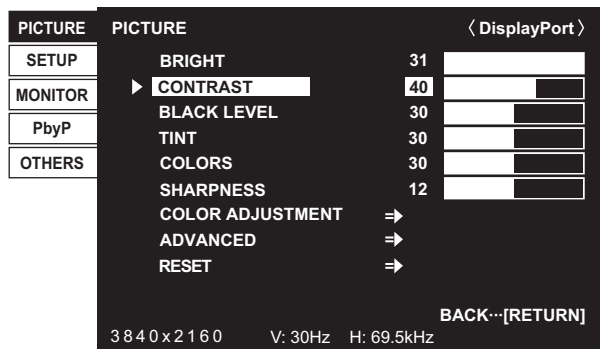 PICTURE
SETUP
MONITOR
PbyP
OTHERS
PICTURE 〈DisplayPort〉
BRIGHT 31
CONTRAST 40
BLACK LEVEL 30
TINT 30
COLORS 30
SHARPNESS 12
COLOR ADJUSTMENT
ADVANCED
RESET
BACK···[RETURN]
3840x2160 V: 30Hz H: 69.5kHz